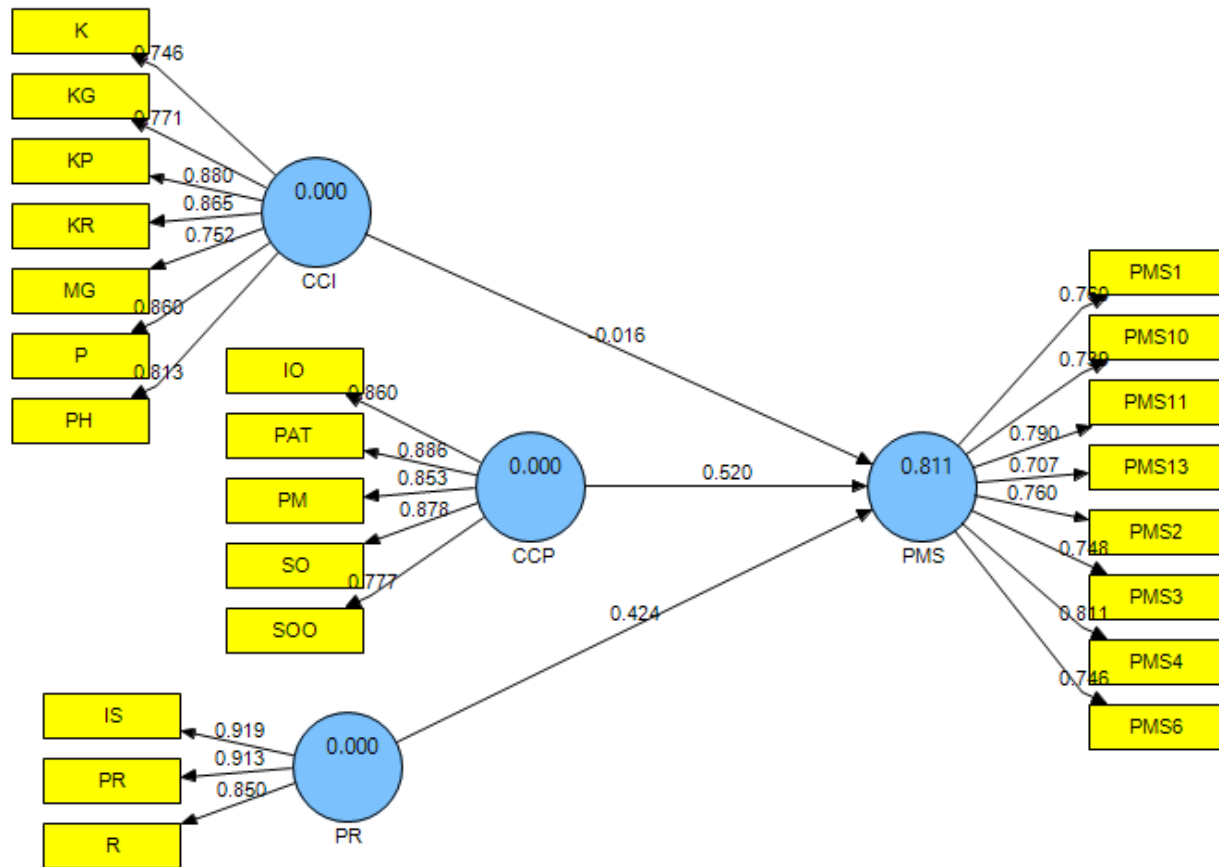 K
0.746
KG
0.771
KP
0.880
KR
0.865
0.752
MG
P
0.860
PH
0.813
0.000
CCI
-0.016
IO
0.860
PAT
0.886
PM
0.853
SO
0.878
SOO
0.777
0.000
CCP
0.520
IS
0.919
PR
0.913
R
0.850
0.000
PR
0.424
0.811
PMS
PMS1
PMS10
PMS11
0.790
PMS13
0.707
PMS2
0.760
PMS3
0.748
PMS4
0.811
PMS6
0.746